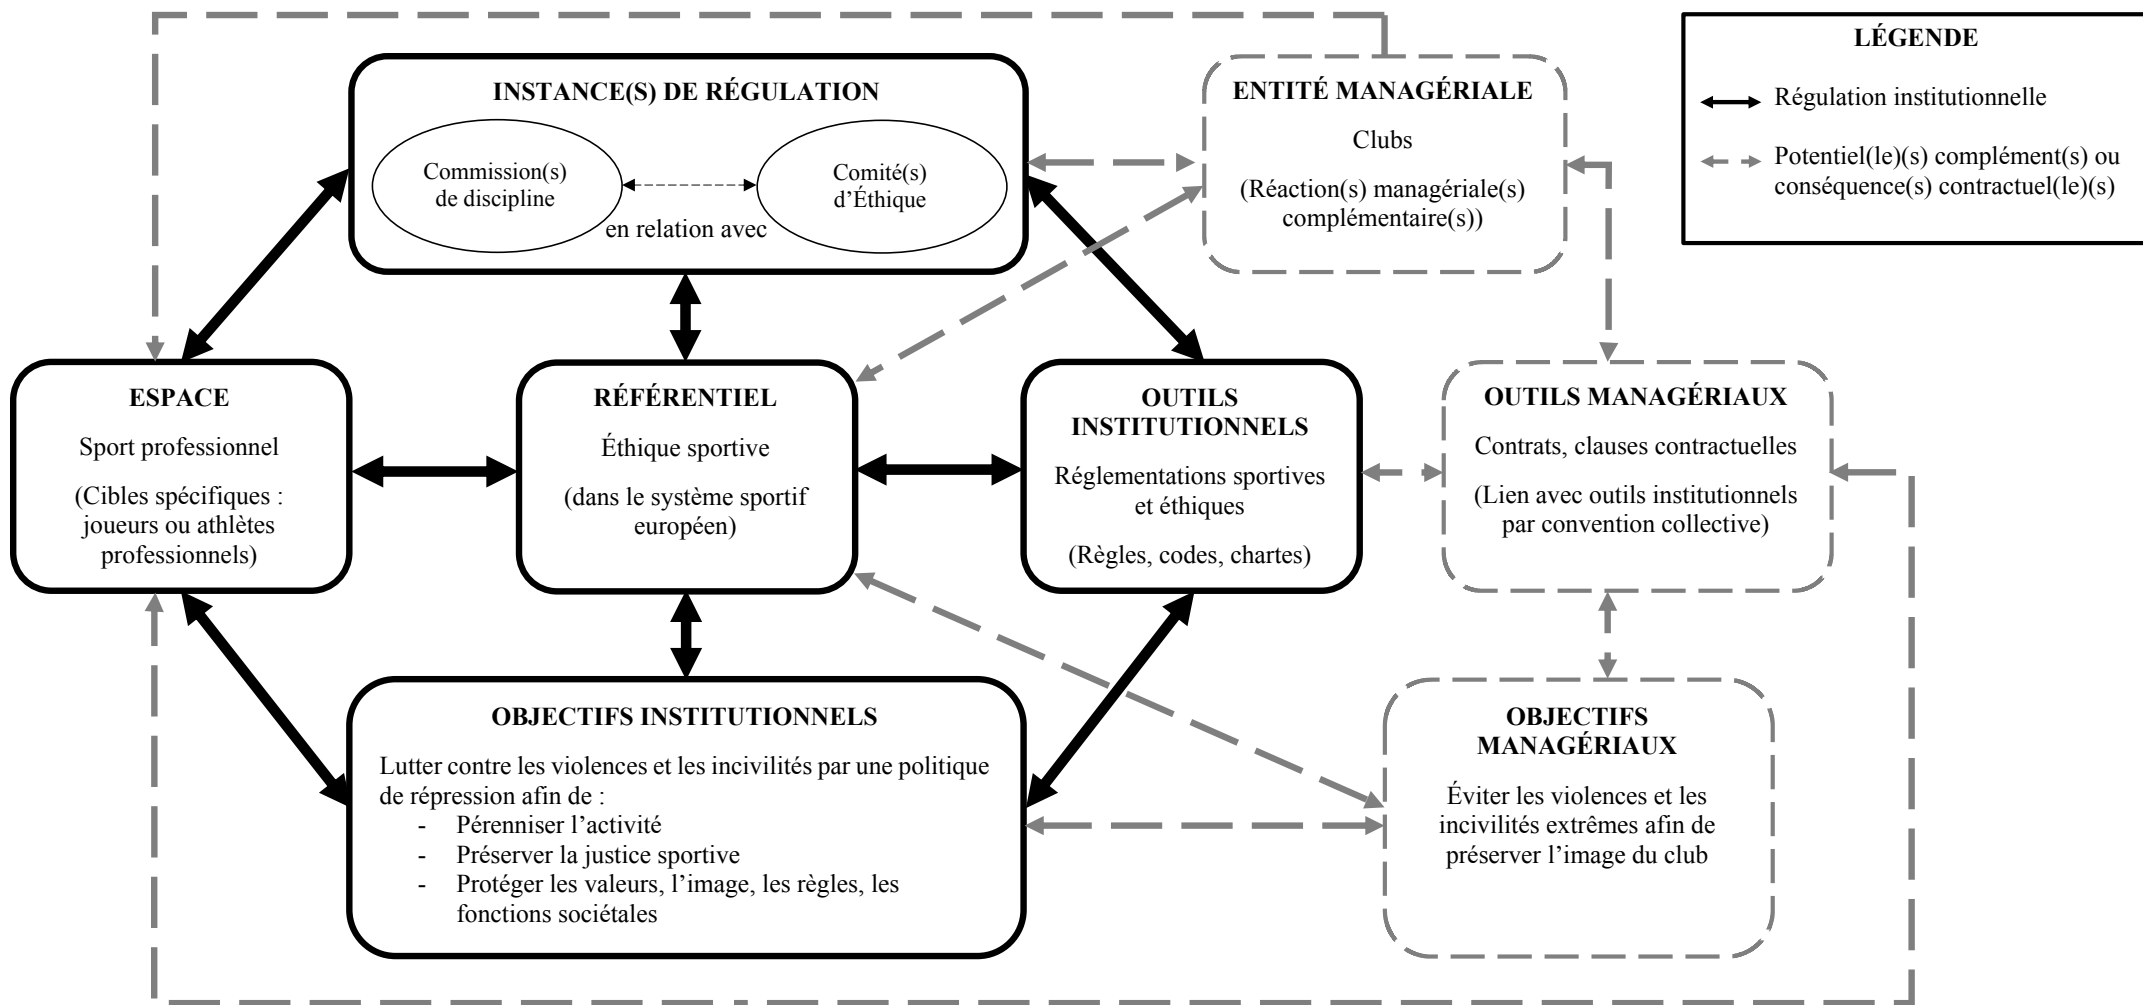 INSTANCE(S) DE RÉGULATION
Commission(s)
de discipline
Comité(s)
d’Éthique
en relation avec
ENTITÉ MANAGÉRIALE
Clubs
(Réaction(s) managériale(s)
complémentaire(s))
LÉGENDE
Régulation institutionnelle
Potentiel(le)(s) complément(s) ou
conséquence(s) contractuel(le)(s)
ESPACE
Sport professionnel
(Cibles spécifiques :
joueurs ou athlètes
professionnels)
RÉFÉRENTIEL
Éthique sportive
(dans le système sportif
européen)
OUTILS
INSTITUTIONNELS
Réglementations sportives
et éthiques
(Règles, codes, chartes)
OUTILS MANAGÉRIAUX
Contrats, clauses contractuelles
(Lien avec outils institutionnels
par convention collective)
OBJECTIFS INSTITUTIONNELS
Lutter contre les violences et les incivilités par une politique
de répression afin de :
- Pérenniser l’activité
- Préserver la justice sportive
- Protéger les valeurs, l’image, les règles, les
fonctions sociétales
OBJECTIFS
MANAGÉRIAUX
Éviter les violences et les
incivilités extrêmes afin de
préserver l’image du club